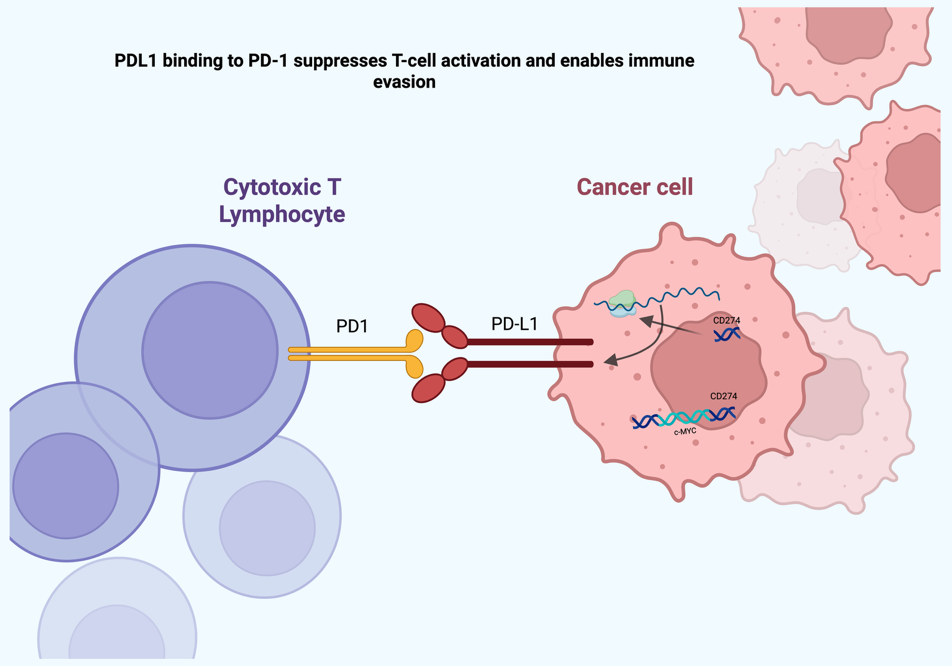 PDL1 binding to PD-1 suppresses T-cell activation and enables immune
evasion
Cytotoxic T
Lymphocyte
Cancer cell
PD1
PD-L1
CD274
CD274
c-MYC